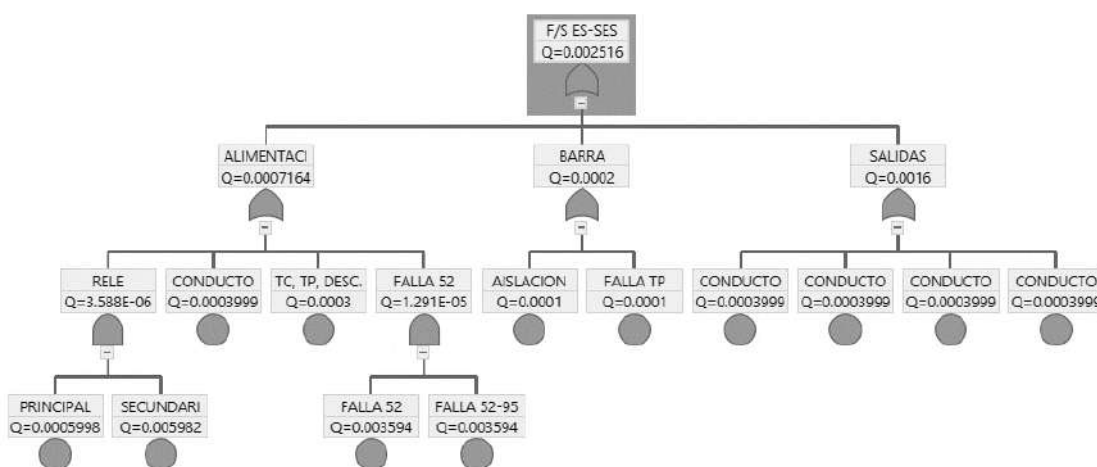 F/S ES-SES
Q=0.002516
ALIMENTACI
Q=0.0007164
BARRA
Q=0.0002
SALIDAS
Q=0.0016
RELE
Q=3.588E-06
CONDUCTO
Q=0.0003999
TC, TP, DESC.
Q=0.0003
FALLA 52
Q=1.291E-05
AISLACION
Q=0.0001
FALLA TP
Q=0.0001
CONDUCTO
Q=0.0003999
CONDUCTO
Q=0.0003999
CONDUCTO
Q=0.0003999
CONDUCTO
Q=0.0003999
PRINCIPAL
Q=0.0005998
SECUNDARI
Q=0.005982
FALLA 52
Q=0.003594
FALLA 52-95
Q=0.003594